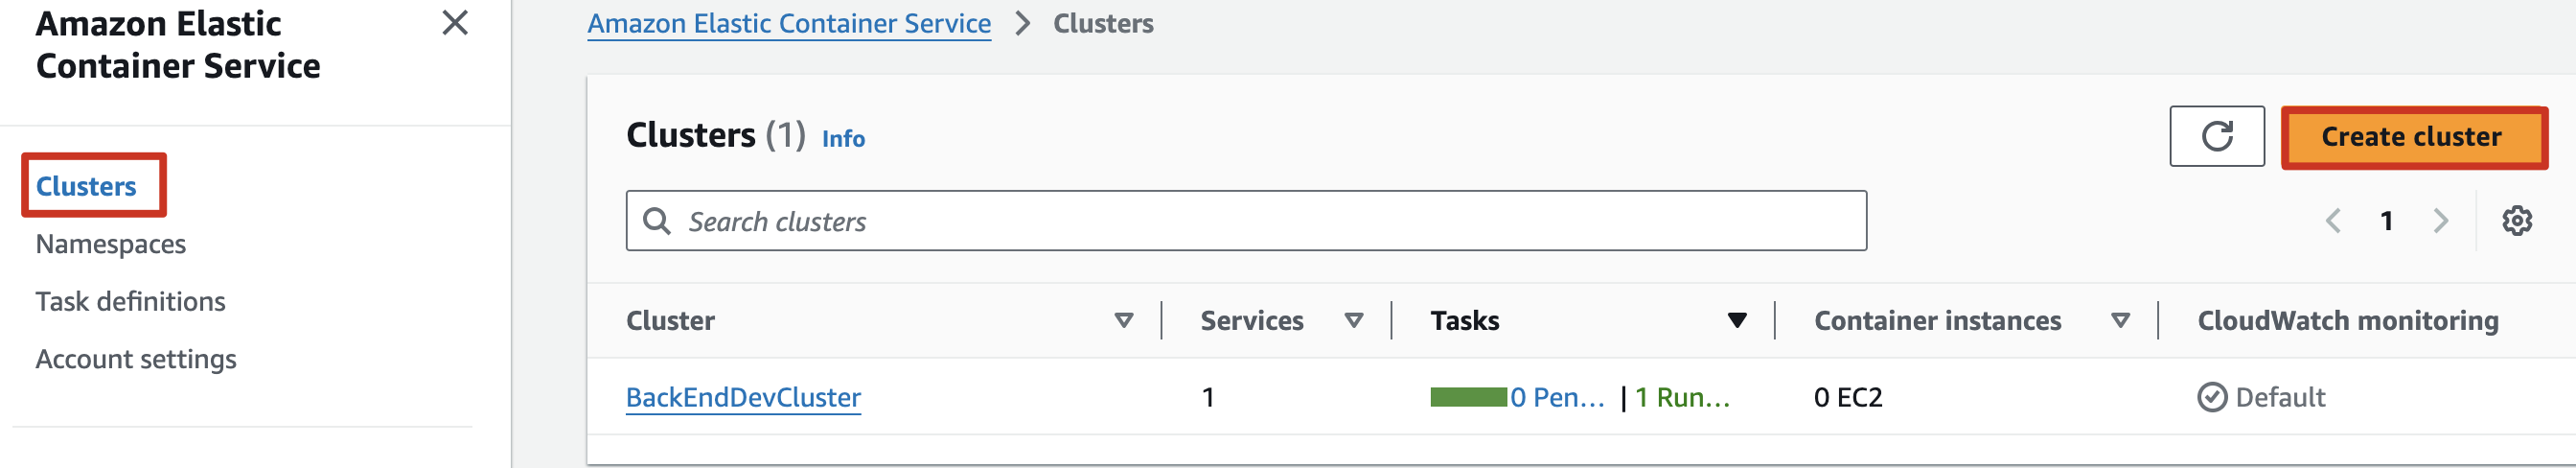 Amazon Elastic
Container Service
Clusters
Namespaces
Task definitions
Account settings
Amazon Elastic Container Service > Clusters
Clusters (1) Info
Create cluster
Search clusters
1
Cluster Services Tasks Container instances CloudWatch monitoring
BackEndDevCluster 1 0 Pen... | 1 Run... 0 EC2 Default